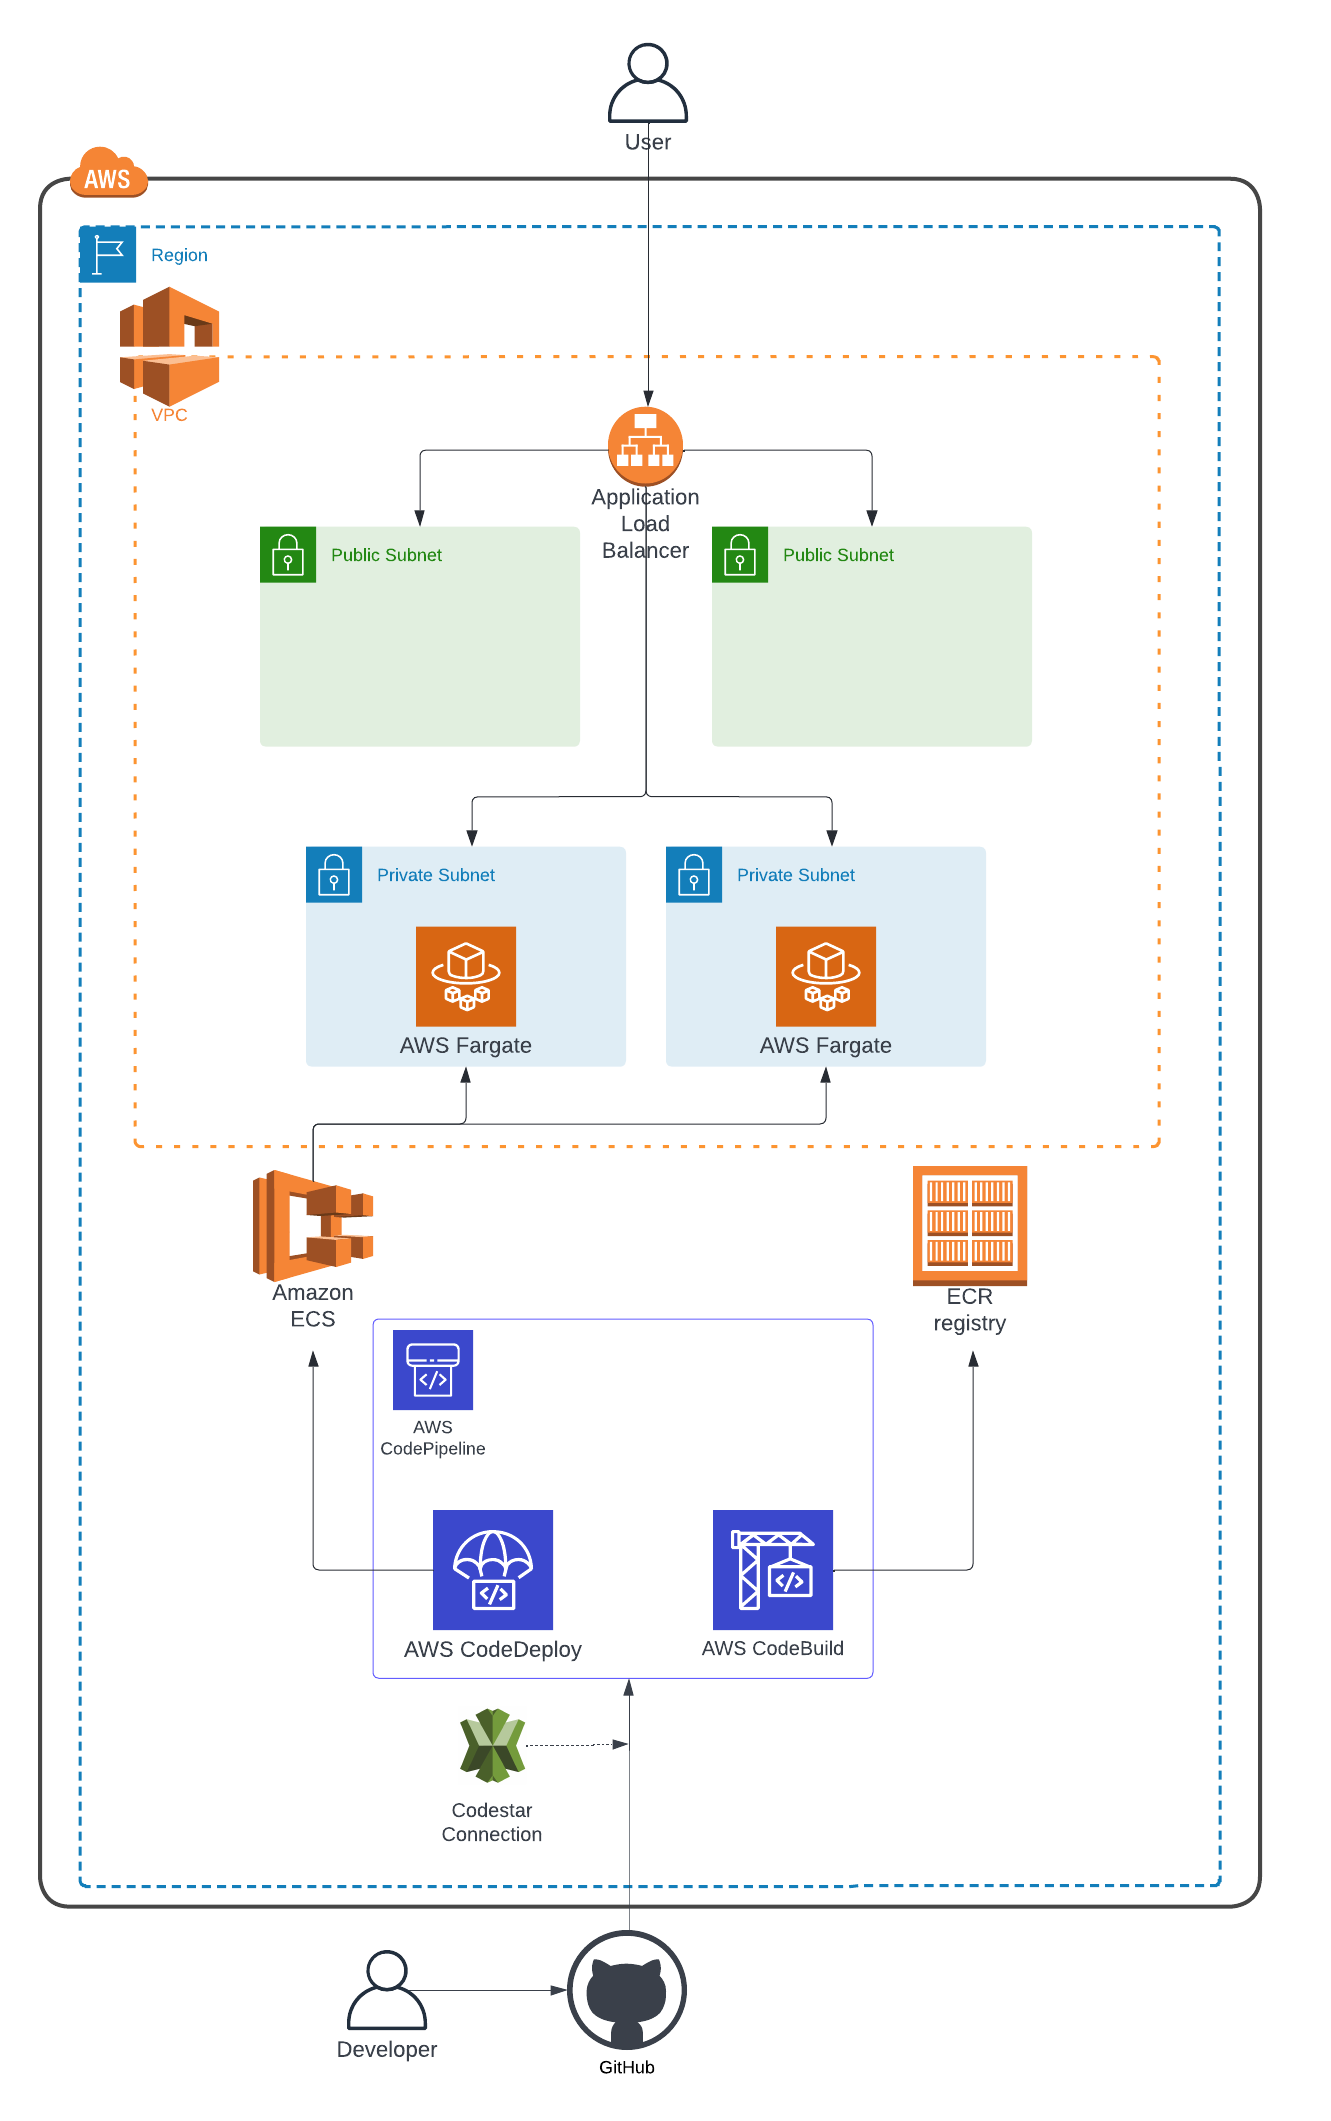 User
AWS
Region
VPC
Application
Load
Balancer
Public Subnet
Public Subnet
Private Subnet
Private Subnet
AWS Fargate
AWS Fargate
Amazon
ECS
ECR
registry
AWS
CodePipeline
AWS CodeDeploy
AWS CodeBuild
Codestar
Connection
Developer
GitHub